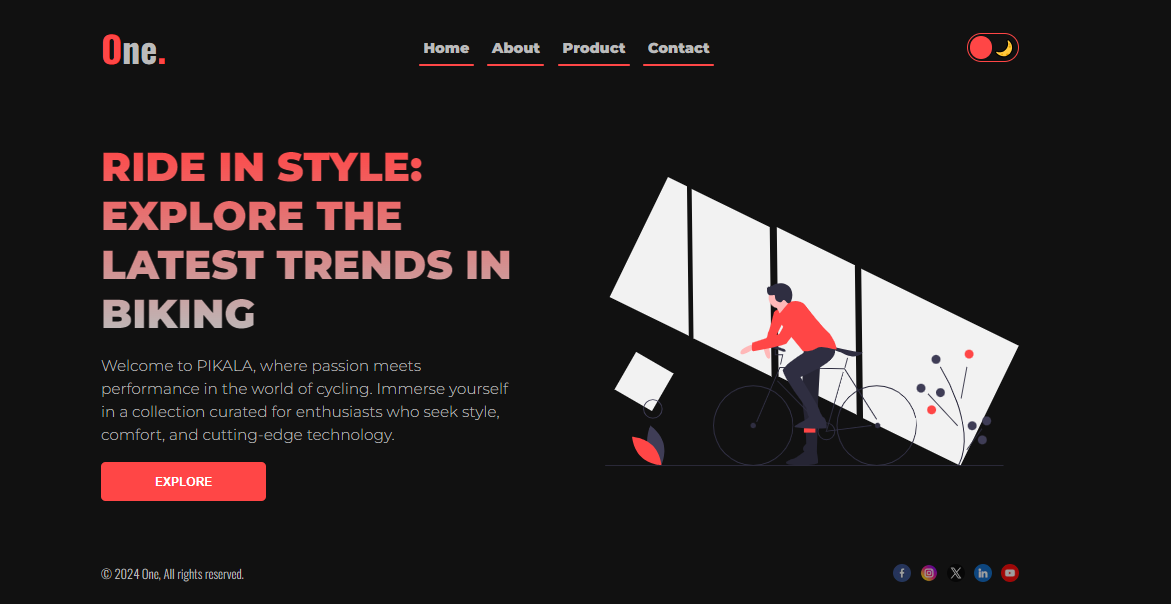 One.
Home About Product Contact
RIDE IN STYLE:
EXPLORE THE
LATEST TRENDS IN
BIKING
Welcome to PIKALA, where passion meets
performance in the world of cycling. Immerse yourself
in a collection curated for enthusiasts who seek style,
comfort, and cutting-edge technology.
EXPLORE
© 2024 One, All rights reserved.